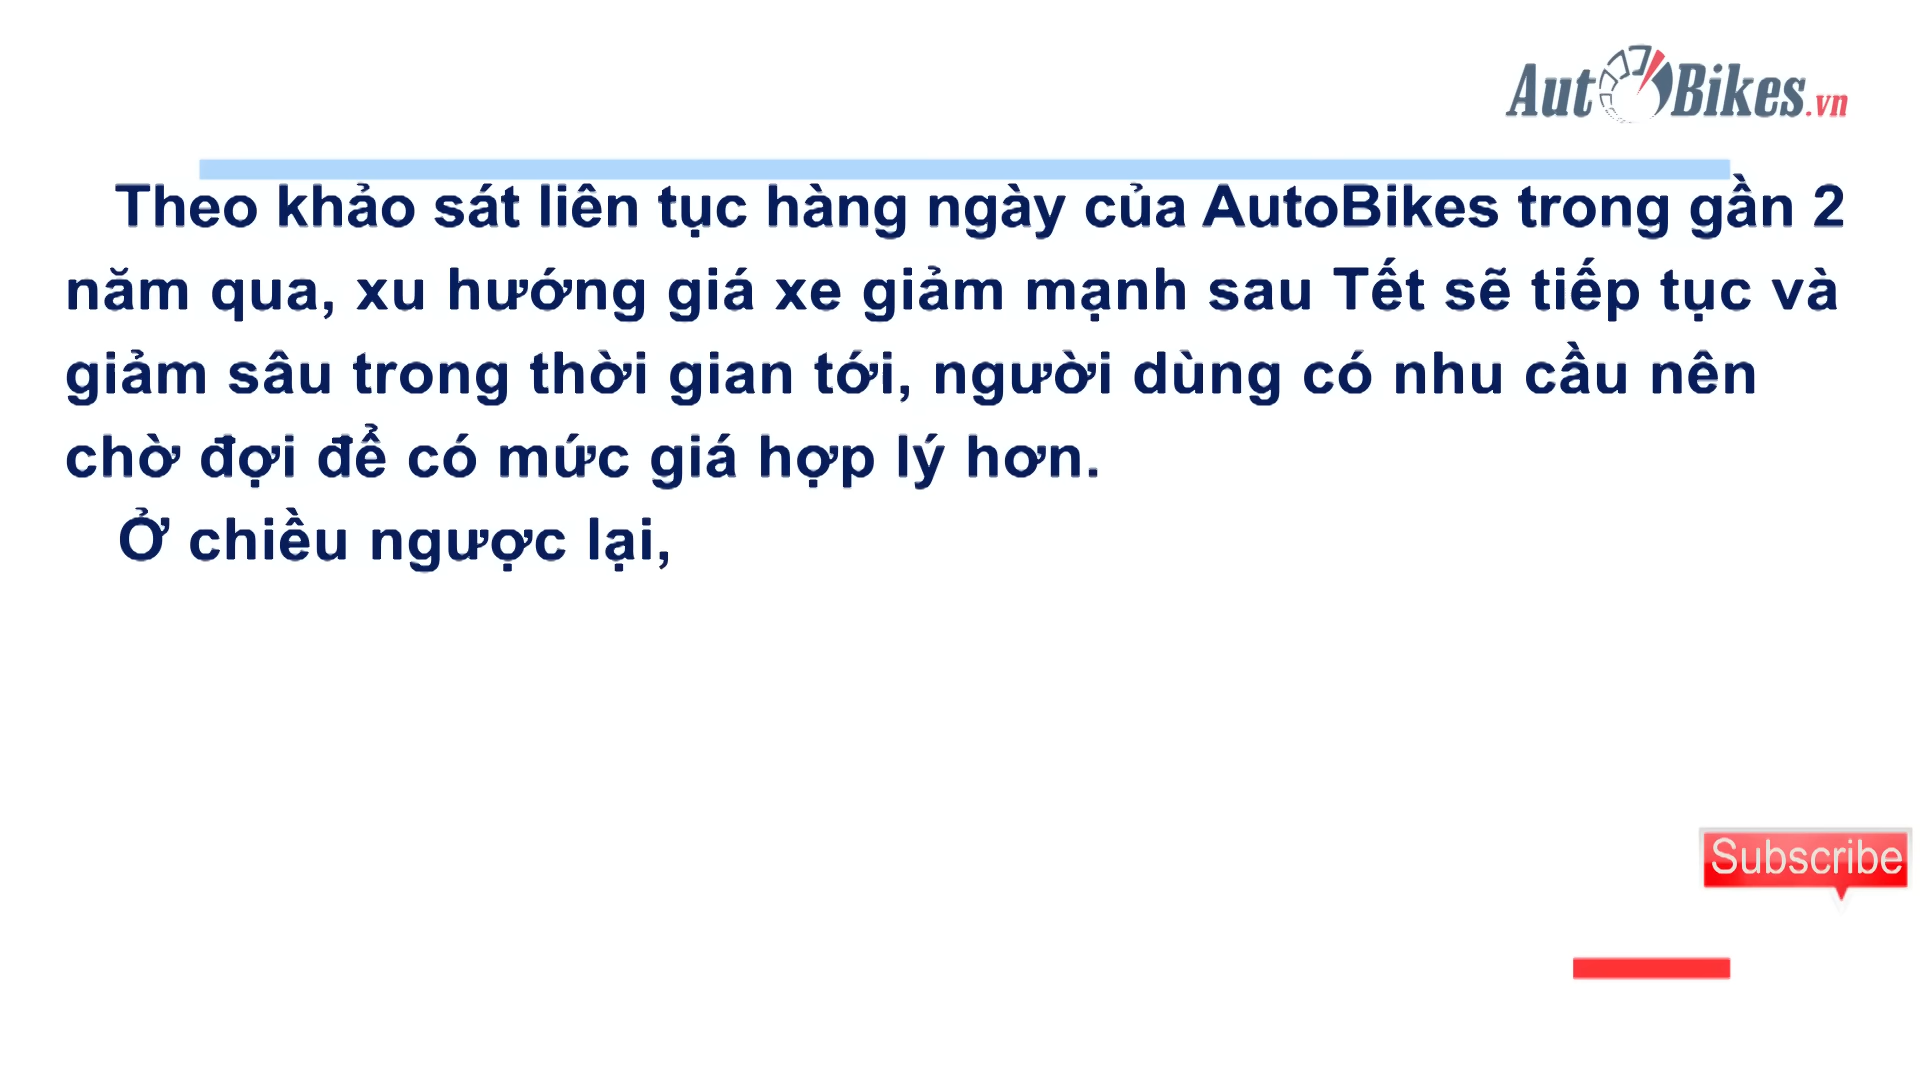 AutoBikes.vn
Theo khảo sát liên tục hàng ngày của AutoBikes trong gần 2
năm qua, xu hướng giá xe giảm mạnh sau Tết sẽ tiếp tục và
giảm sâu trong thời gian tới, người dùng có nhu cầu nên
chờ đợi để có mức giá hợp lý hơn.
Ở chiều ngược lại,
Subscribe